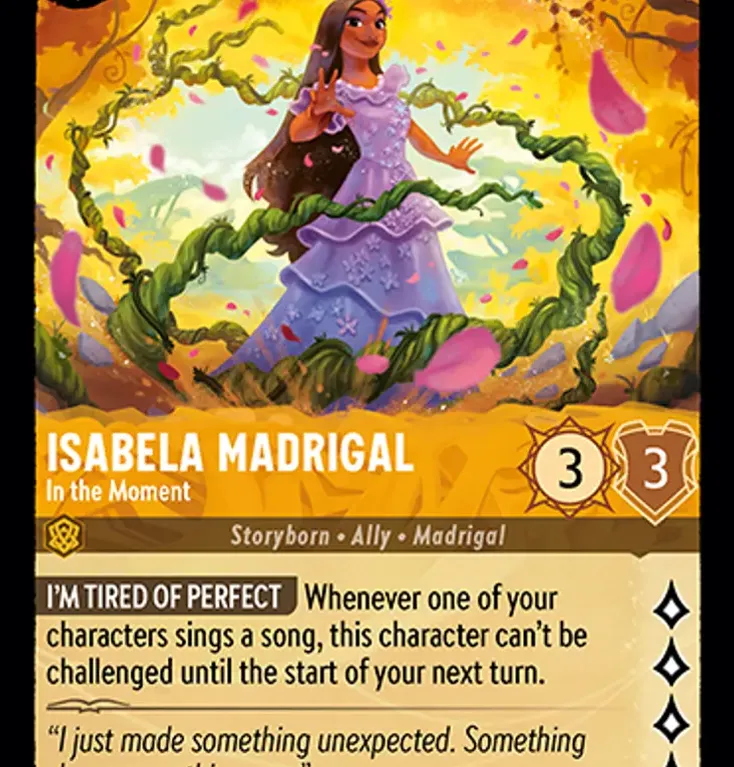 ISABELA MADRIGAL
In the Moment
3
3
Storyborn • Ally • Madrigal
I'M TIRED OF PERFECT Whenever one of your
characters sings a song, this character can't be
challenged until the start of your next turn.
“I just made something unexpected. Something